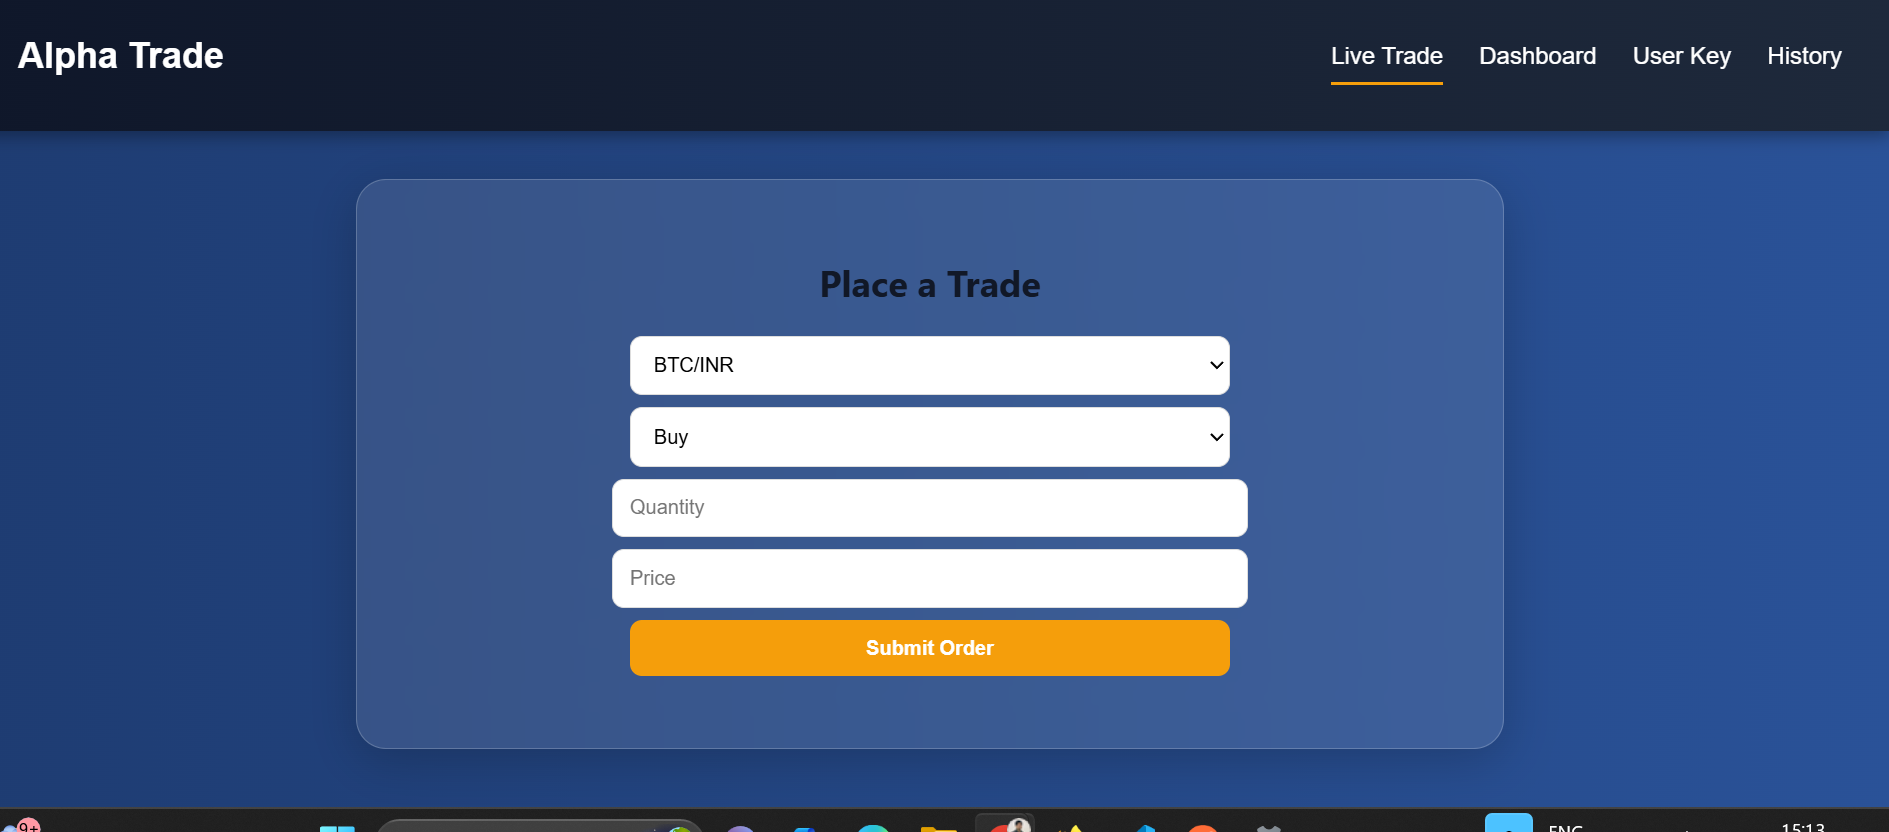 Alpha Trade
Live Trade Dashboard User Key History
Place a Trade
BTC/INR
Buy
Quantity
Price
Submit Order
9+
ENG
15:13